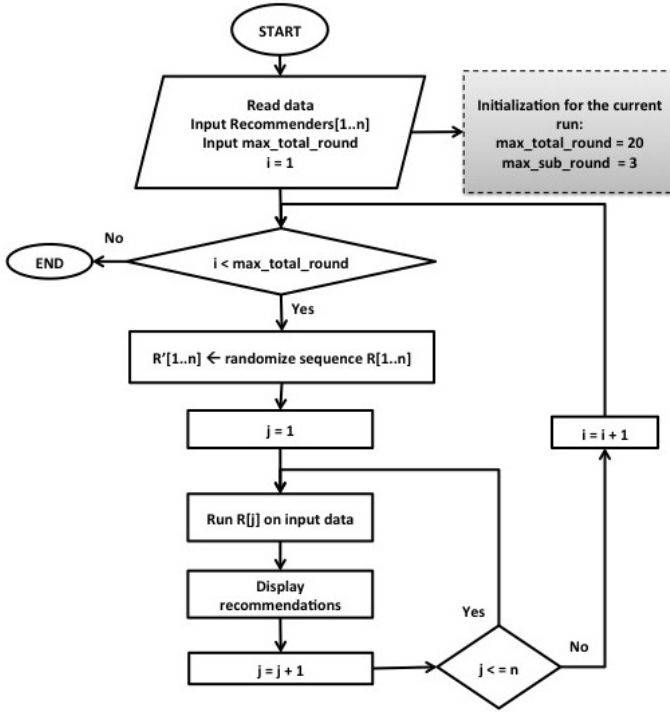 START
Read data
Input Recommenders[1..n]
Input max_total_round
i = 1
Initialization for the current
run:
max_total_round = 20
max_sub_round = 3
No
END
i < max_total_round
Yes
R’[1..n] ← randomize sequence R[1..n]
j = 1
i = i + 1
Run R[j] on input data
Display
recommendations
Yes
No
j = j + 1
j <= n